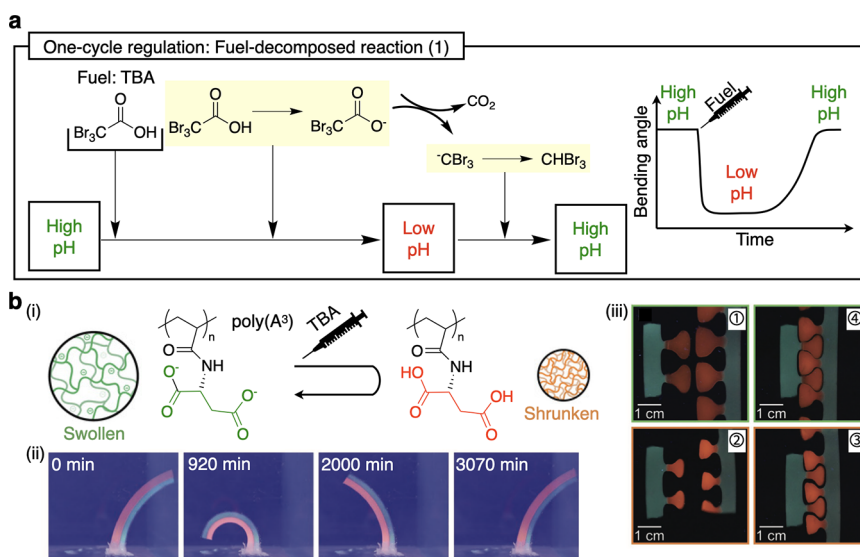 a
One-cycle regulation: Fuel-decomposed reaction (1)
Fuel: TBA
O
Br₃C
OH
O
Br₃C
OH
O
Br₃C
O⁻
CO₂
⁻CBr₃
CHBr₃
High
pH
Low
pH
High
pH
High
pH
Fuel
High
pH
Low
pH
Bending angle
Time
b
(i)
Swollen
n
O
NH
O⁻
O
O⁻
O
poly(A³)
TBA
n
O
NH
HO
O
OH
O
Shrunken
(ii)
0 min
920 min
2000 min
3070 min
(iii)
①
1 cm
④
1 cm
②
1 cm
③
1 cm